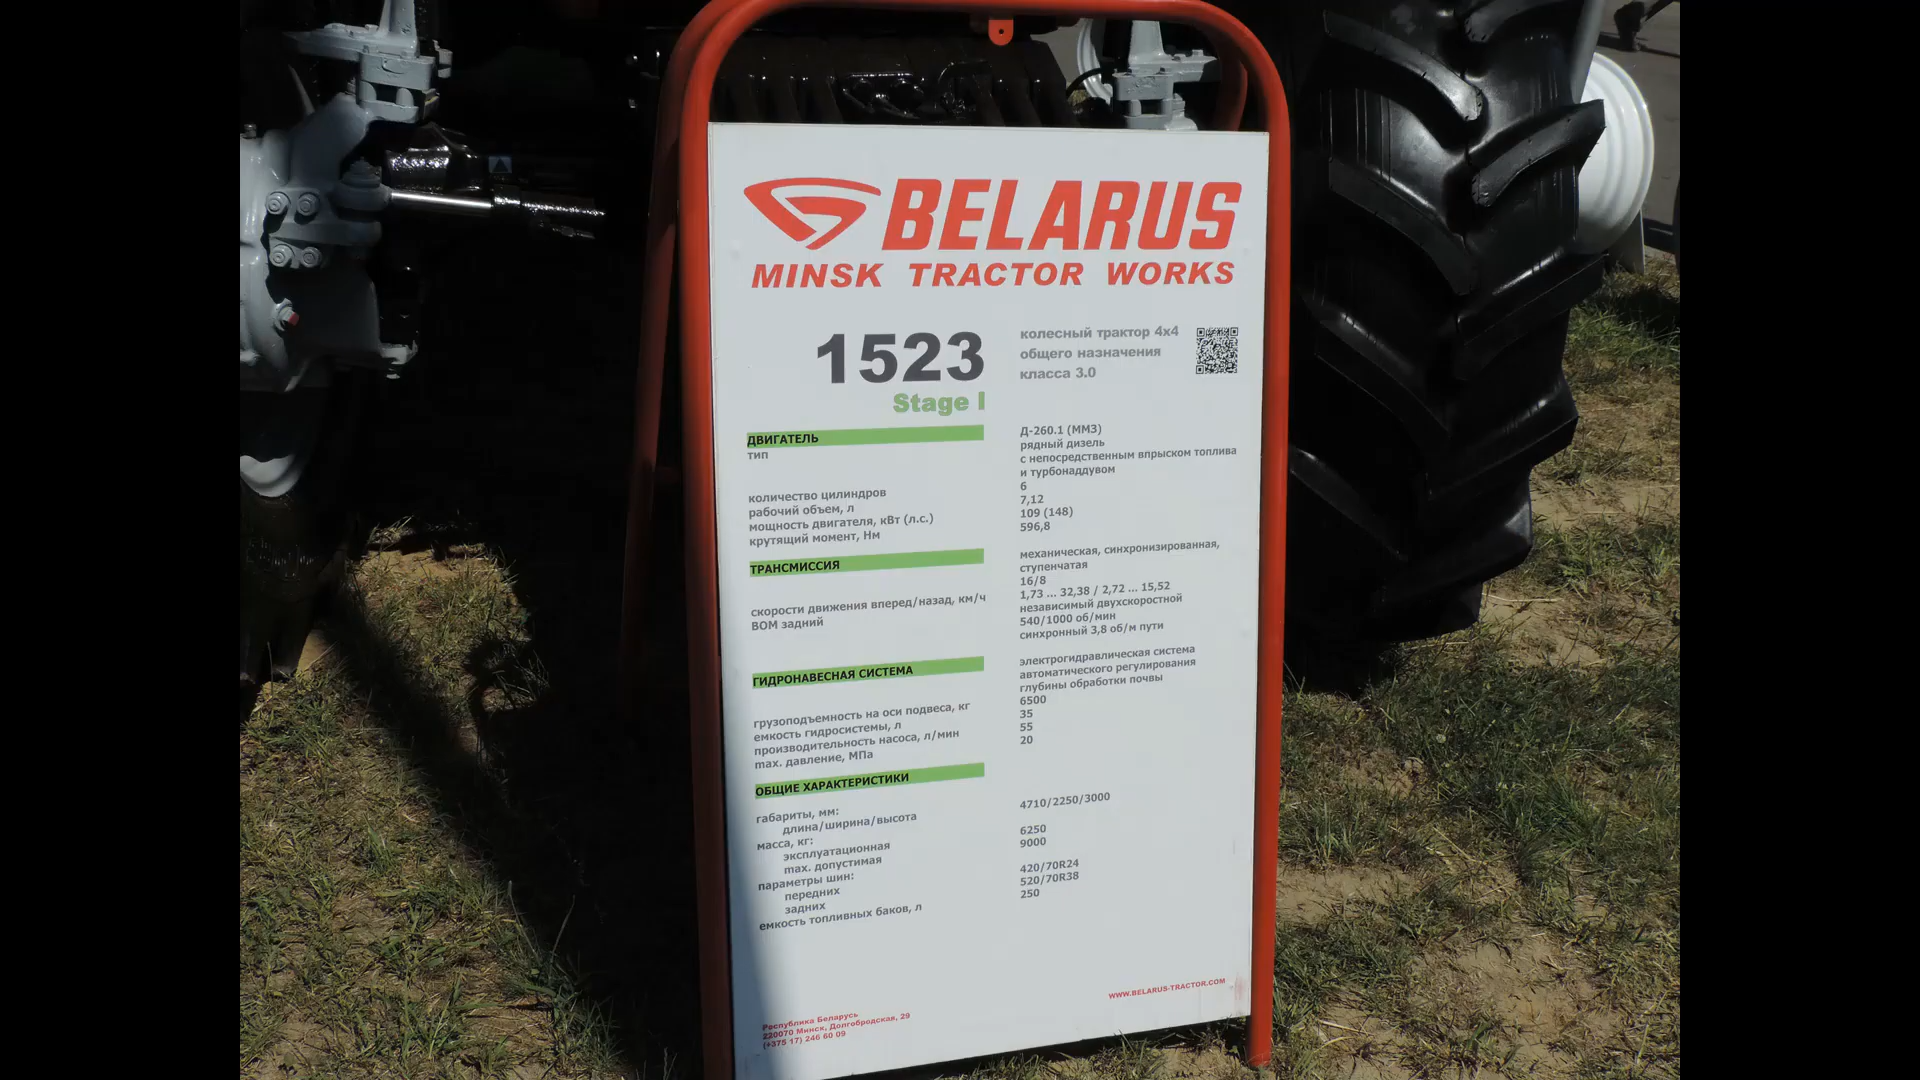 BELARUS
MINSK TRACTOR WORKS
1523
Stage I
колесный трактор 4х4
общего назначения
класса 3.0
ДВИГАТЕЛЬ
тип
Д-260.1 (ММЗ)
рядный дизель
с непосредственным впрыском топлива
и турбонаддувом
количество цилиндров
6
рабочий объем, л
7,12
мощность двигателя, кВт (л.с.)
109 (148)
крутящий момент, Нм
596,8
ТРАНСМИССИЯ
механическая, синхронизированная,
ступенчатая
16/8
скорости движения вперед/назад, км/ч
1,73 ... 32,38 / 2,72 ... 15,52
ВОМ задний
независимый двухскоростной
540/1000 об/мин
синхронный 3,8 об/м пути
ГИДРОНАВЕСНАЯ СИСТЕМА
электрогидравлическая система
автоматического регулирования
глубины обработки почвы
грузоподъемность на оси подвеса, кг
6500
емкость гидросистемы, л
35
производительность насоса, л/мин
55
max. давление, МПа
20
ОБЩИЕ ХАРАКТЕРИСТИКИ
габариты, мм:
длина/ширина/высота
4710/2250/3000
масса, кг:
эксплуатационная
6250
max. допустимая
9000
параметры шин:
передних
420/70R24
задних
520/70R38
емкость топливных баков, л
250
WWW.BELARUS-TRACTOR.COM
Республика Беларусь
220070 Минск, Долгобродская, 29
(+375 17) 246 60 09